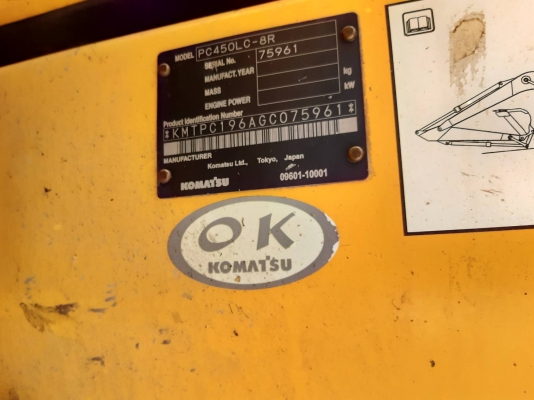 MODEL PC450LC-8R
SERIAL No. 75961
MANUFACT. YEAR
MASS kg
ENGINE POWER kW
Product Identification Number
*KMTPC196AGC075961*
MANUFACTURER
Komatsu Ltd., Tokyo, Japan
KOMATSU 09601-10001
OK
KOMATSU